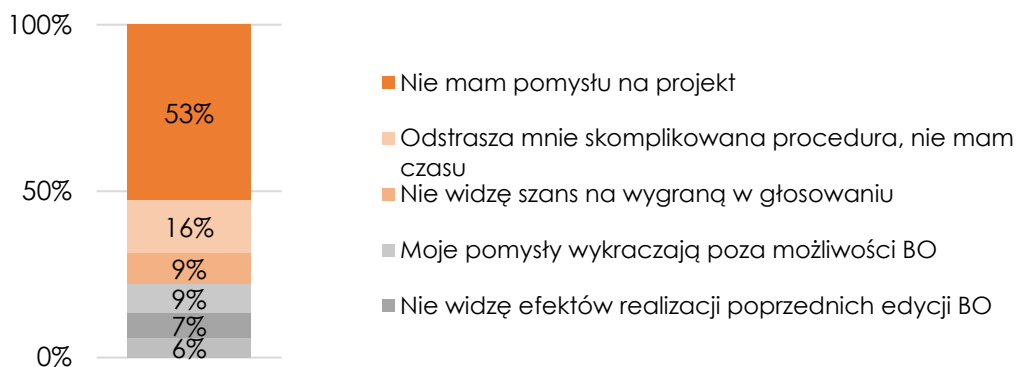 100%
50%
0%
53%
16%
9%
9%
7%
6%
Nie mam pomysłu na projekt
Odstrasza mnie skomplikowana procedura, nie mam
czasu
Nie widzę szans na wygraną w głosowaniu
Moje pomysły wykraczają poza możliwości BO
Nie widzę efektów realizacji poprzednich edycji BO